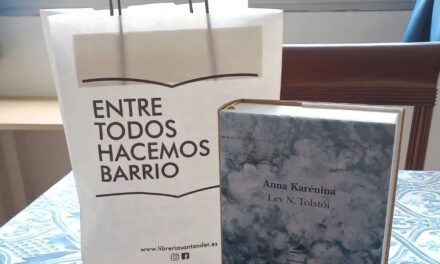 ENTRE
TODOS
HACEMOS
BARRIO
www.libreriasantander.es
Anna Karénina
Lev N. Tolstói